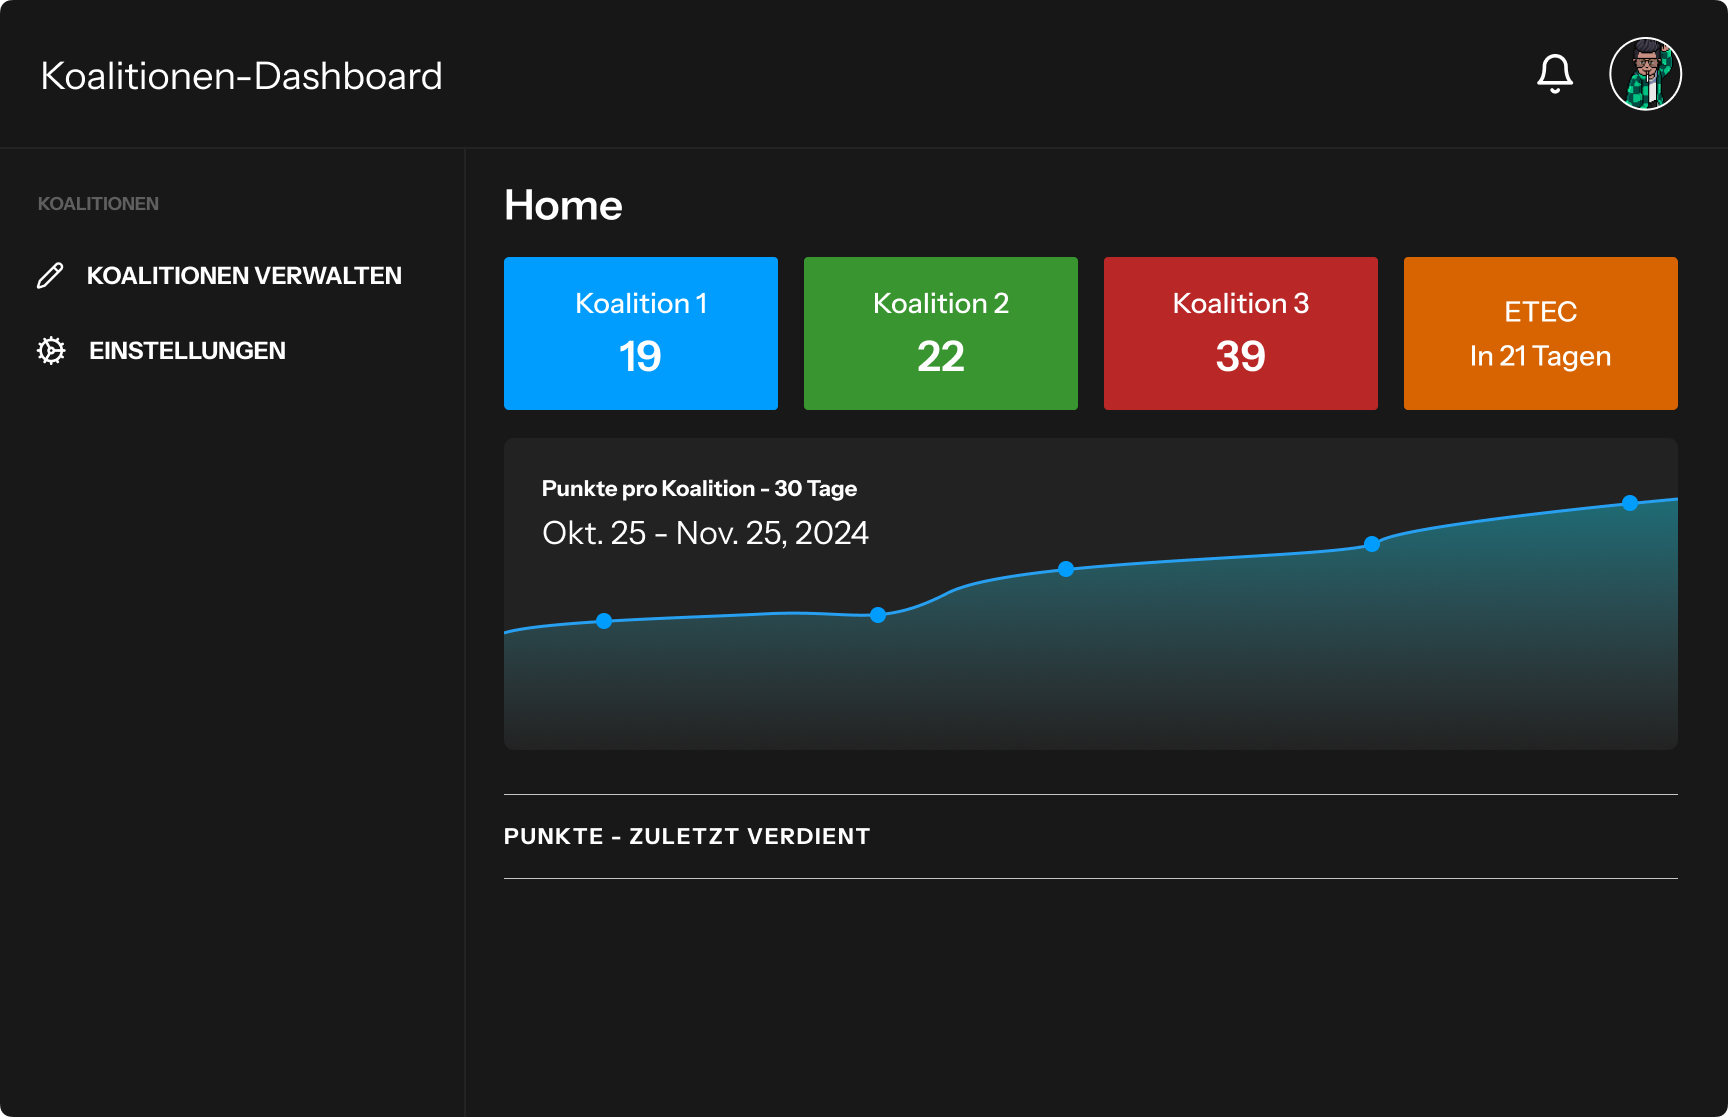 Koalitionen-Dashboard
KOALITIONEN
KOALITIONEN VERWALTEN
EINSTELLUNGEN
Home
Koalition 1
19
Koalition 2
22
Koalition 3
39
ETEC
In 21 Tagen
Punkte pro Koalition - 30 Tage
Okt. 25 - Nov. 25, 2024
PUNKTE - ZULETZT VERDIENT